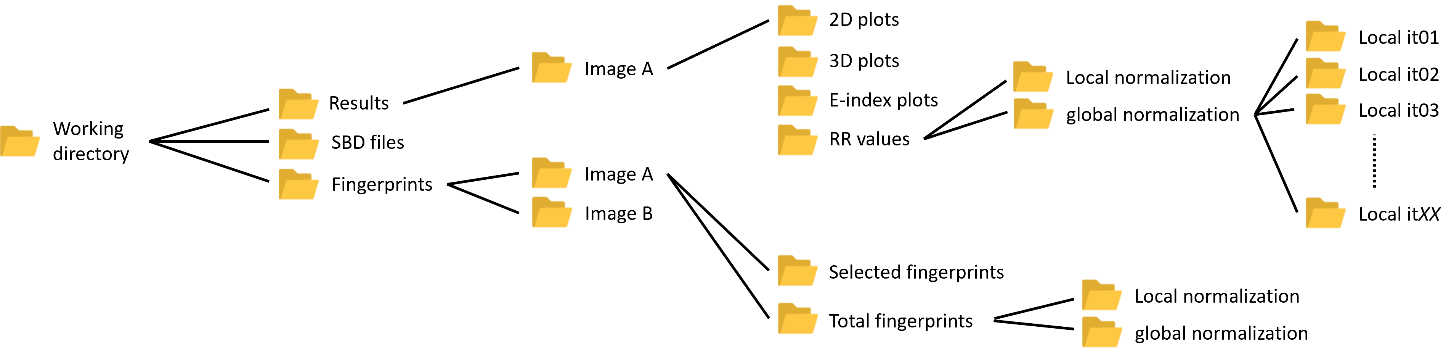 Working
directory
Results
SBD files
Fingerprints
Image A
Image A
Image B
2D plots
3D plots
E-index plots
RR values
Selected fingerprints
Total fingerprints
Local normalization
global normalization
Local normalization
global normalization
Local it01
Local it02
Local it03
Local itXX